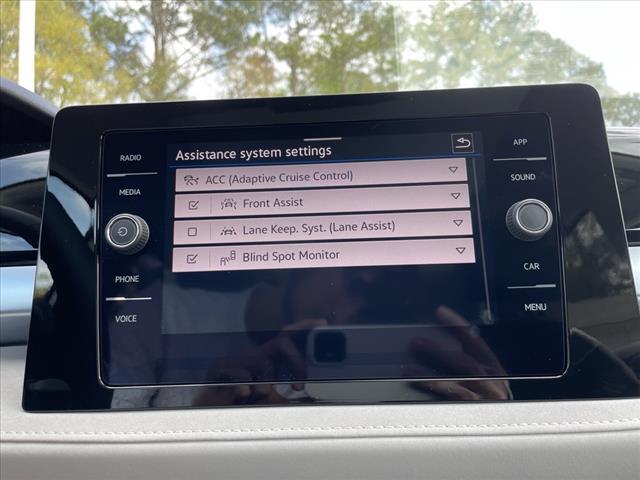 RADIO
MEDIA
PHONE
VOICE
Assistance system settings
ACC (Adaptive Cruise Control)
Front Assist
Lane Keep. Syst. (Lane Assist)
Blind Spot Monitor
APP
SOUND
CAR
MENU